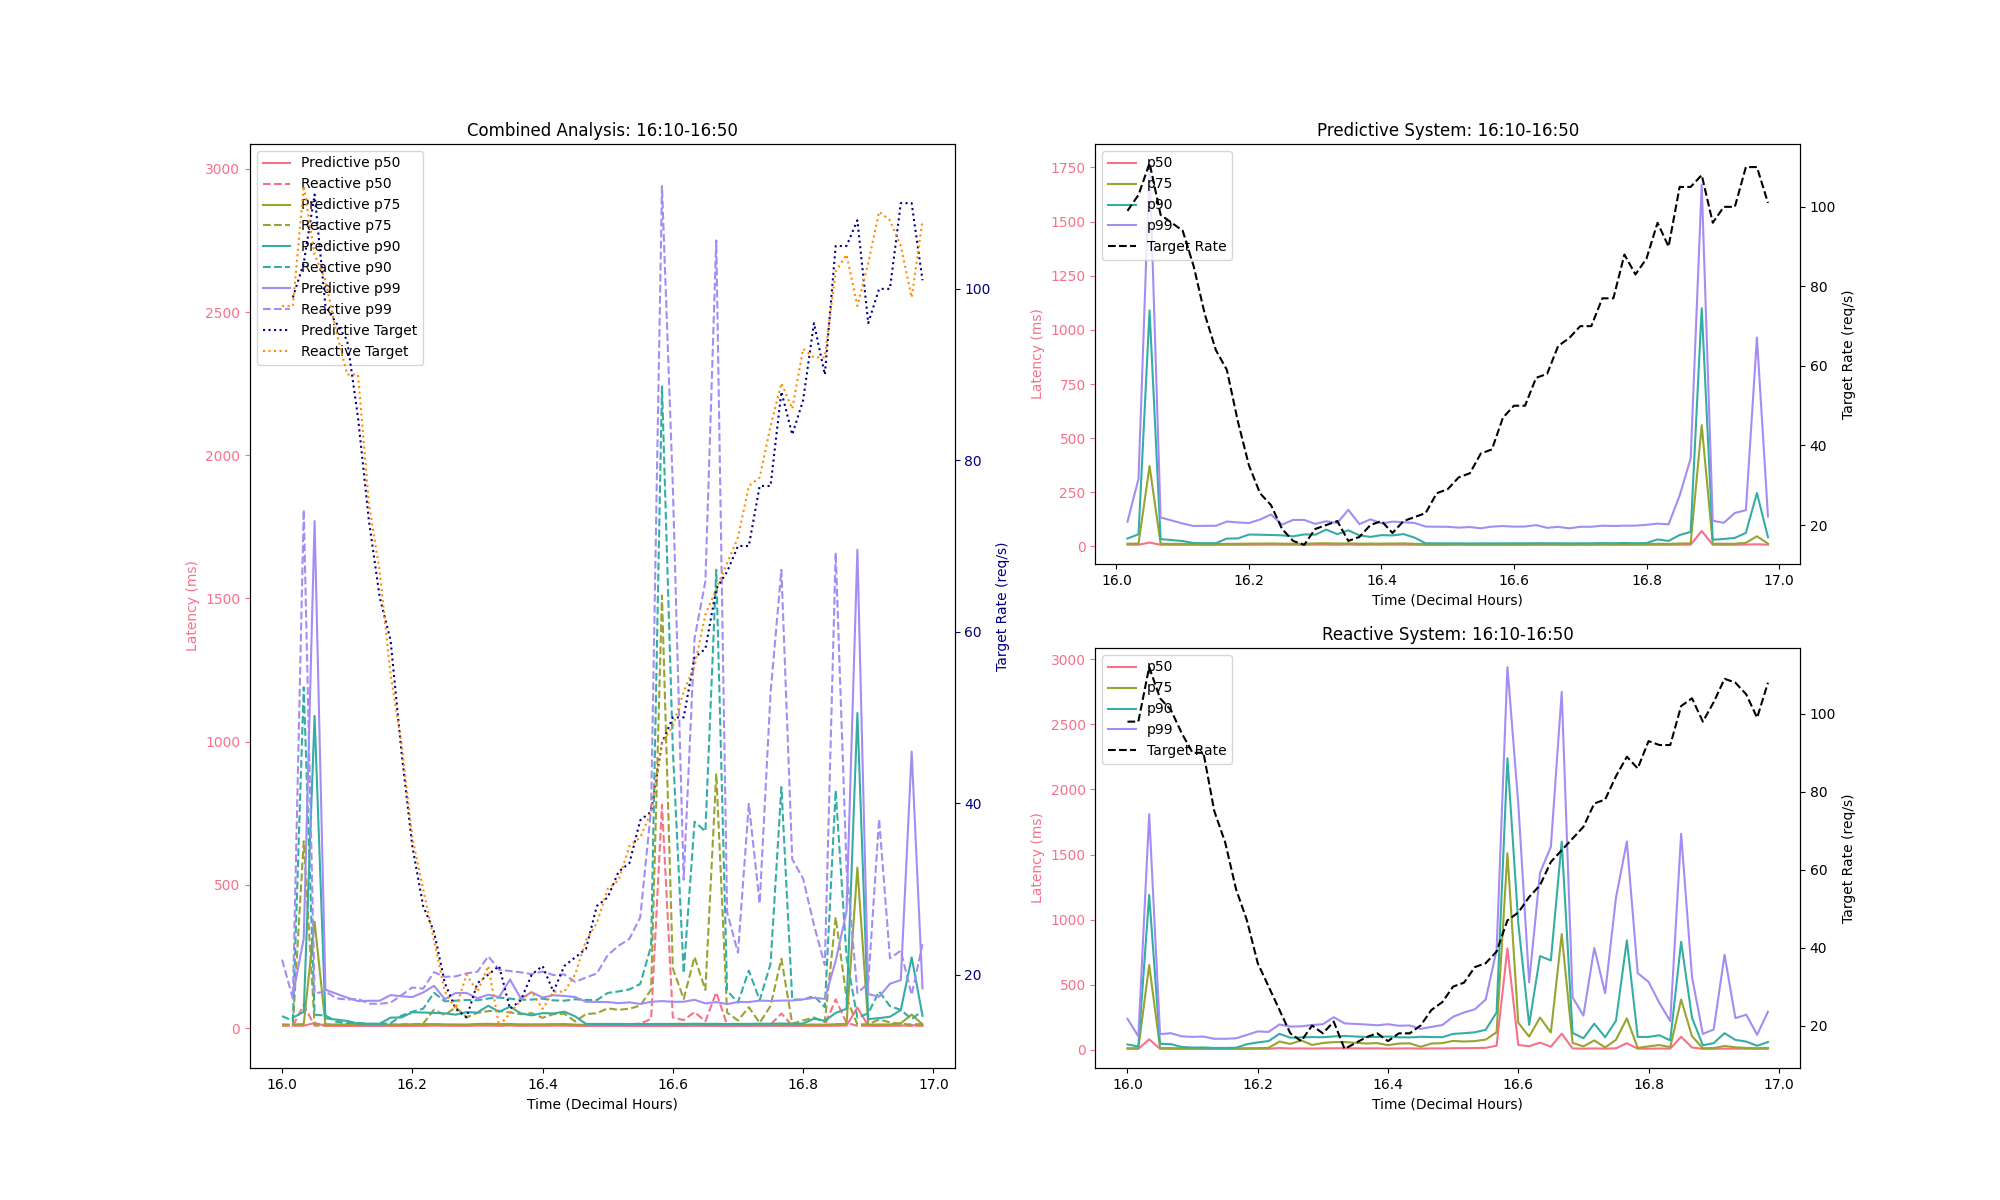 Combined Analysis: 16:10-16:50
Predictive p50
Reactive p50
Predictive p75
Reactive p75
Predictive p90
Reactive p90
Predictive p99
Reactive p99
Predictive Target
Reactive Target
3000
2500
2000
1500
1000
500
0
Latency (ms)
100
80
60
40
20
Target Rate (req/s)
16.0 16.2 16.4 16.6 16.8 17.0
Time (Decimal Hours)
Predictive System: 16:10-16:50
p50
p75
p90
p99
Target Rate
1750
1500
1250
1000
750
500
250
0
Latency (ms)
100
80
60
40
20
Target Rate (req/s)
16.0 16.2 16.4 16.6 16.8 17.0
Time (Decimal Hours)
Reactive System: 16:10-16:50
p50
p75
p90
p99
Target Rate
3000
2500
2000
1500
1000
500
0
Latency (ms)
100
80
60
40
20
Target Rate (req/s)
16.0 16.2 16.4 16.6 16.8 17.0
Time (Decimal Hours)